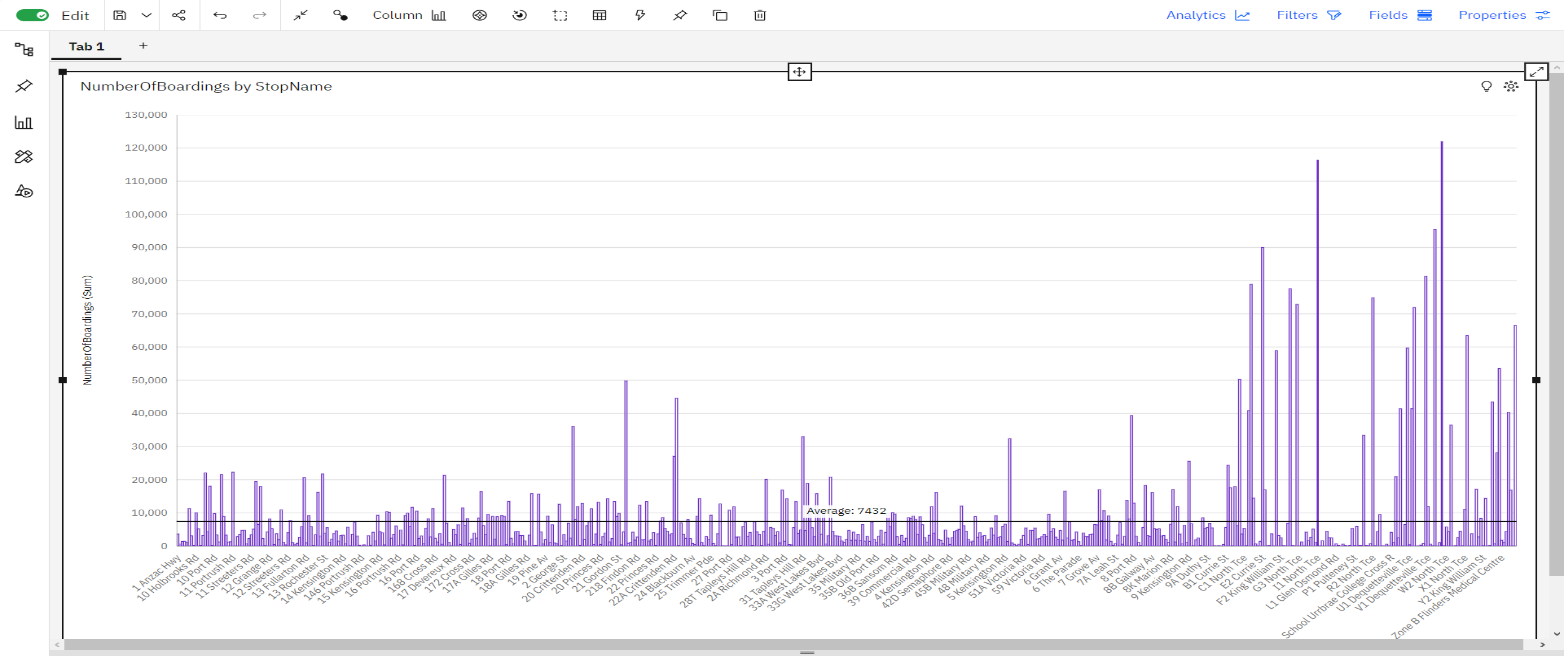 Edit
Column
Analytics
Filters
Fields
Properties
Tab 1
+
NumberOfBoardings by StopName
130,000
120,000
110,000
100,000
90,000
80,000
70,000
60,000
50,000
40,000
30,000
20,000
10,000
0
NumberOfBoardings (Sum)
Average: 7432
1 Anzac Hwy
10 Holbrooks Rd
10 Port Rd
11 Portrush Rd
11 Streeters Rd
12 Grange Rd
12 Streeters Rd
13 Fullarton Rd
13 Rochester St
14 Kensington Rd
146 Portrush Rd
15 Kensington Rd
16 Portrush Rd
16 Port Rd
16B Cross Rd
17 Devereux Rd
172 Cross Rd
17A Gilles Rd
18 Port Rd
18A Gilles Rd
19 Pine Av
2 George St
20 Crittenden Rd
20 Princes Rd
21 Gordon St
218 Findon Rd
22 Princes Rd
22A Crittenden Rd
24 Blackburn Av
25 Trimmer Pde
27 Port Rd
28T Tapleys Hill Rd
2A Richmond Rd
3 Port Rd
31 Tapleys Hill Rd
33A West Lakes Bvd
33G West Lakes Blvd
35 Military Rd
35B Old Port Rd
36B Sansom Rd
39 Commercial Rd
4 Kensington Rd
42D Semaphore Rd
45B Military Rd
48 Military Rd
5 Kensington Rd
51A Victoria Rd
59 Victoria Rd
6 Grant Av
6 The Parade
7 Grove Av
7A Leah St
8 Port Rd
8B Galway Av
8K Marion Rd
9 Kensington Rd
9A Duthy St
B1 Currie St
C1 North Tce
E2 Currie St
F2 King William St
G3 North Tce
I1 North Tce
L1 Glen Osmond Rd
P1 Pulteney St
R2 North Tce
School Urrbrae College Cross R
U1 Dequetteville Tce
V1 Dequetteville Tce
W2 North Tce
X1 North Tce
Y2 King William St
Zone B Flinders Medical Centre